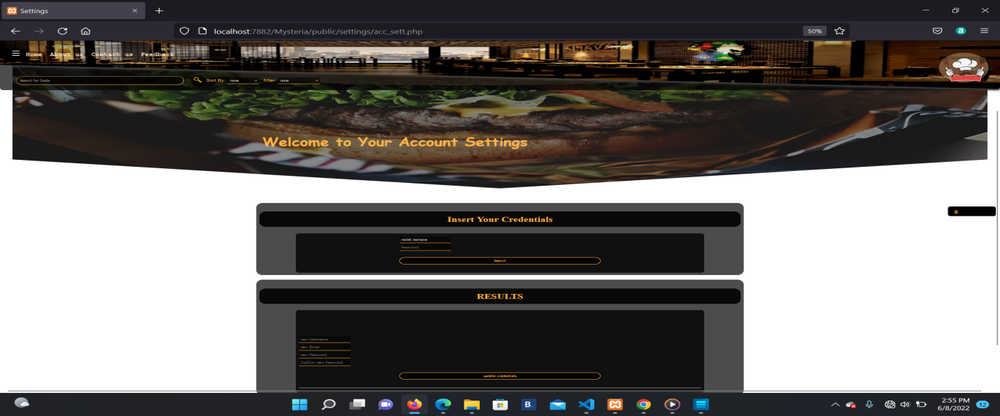 Settings
localhost:7882/Mysteria/public/settings/acc_sett.php
50%
Home About us Contact us Feedback
Search for foods
Sort By: none filter: none
Welcome to Your Account Settings
Insert Your Credentials
Password
Search
RESULTS
new Username
new Email
new Password
Confirm new Password
update credentials
2:55 PM
6/8/2022
12